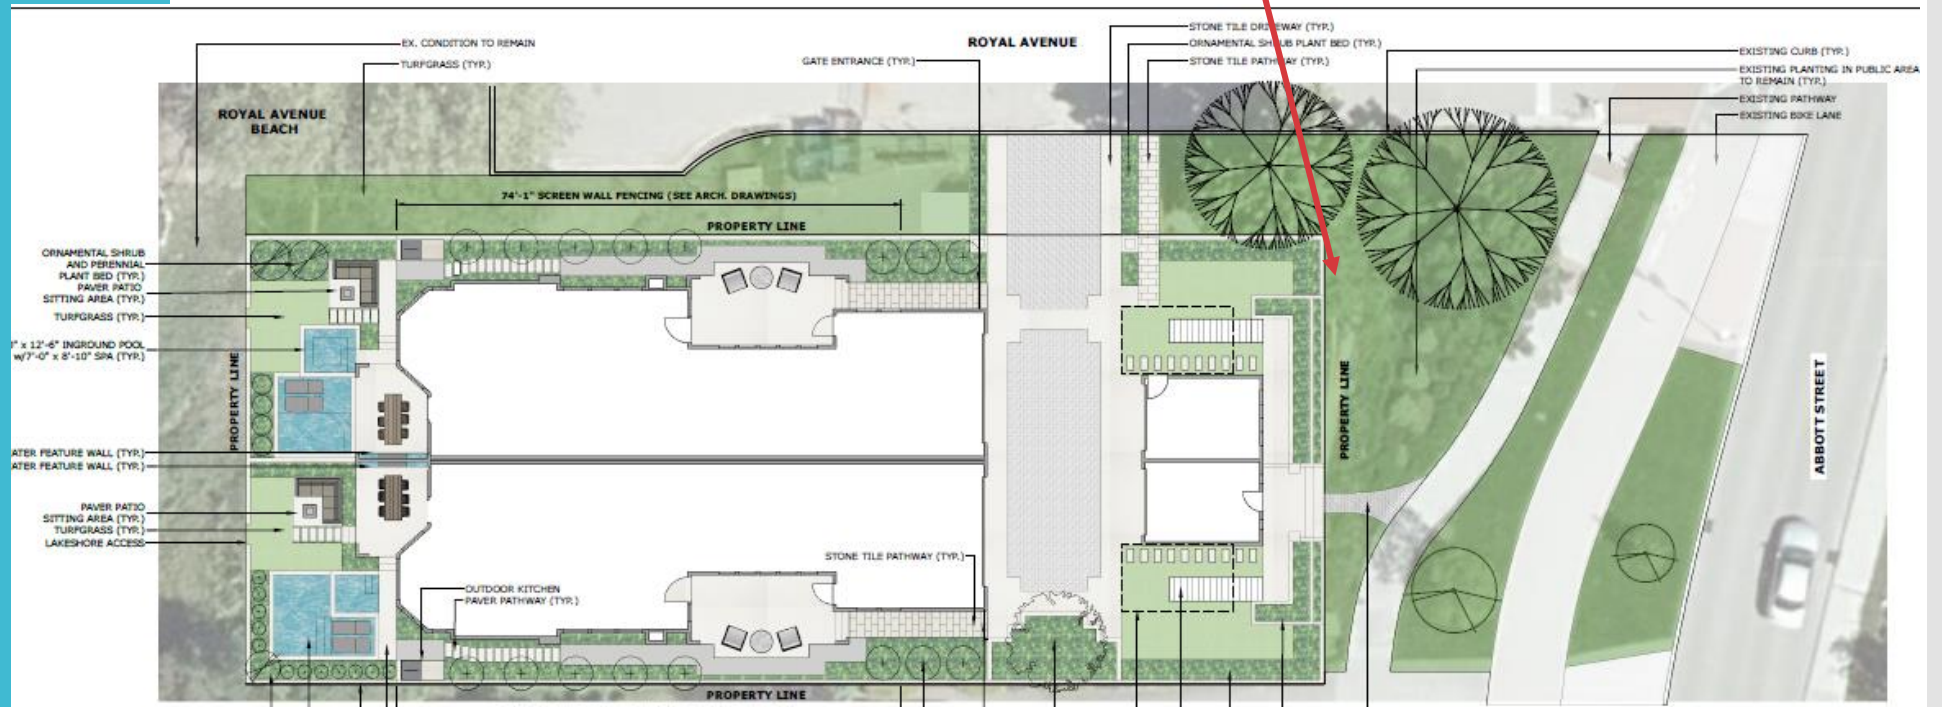 EX. CONDITION TO REMAIN
TURFGRASS (TYP.)
ROYAL AVENUE
GATE ENTRANCE (TYP.)
STONE TILE DRIVEWAY (TYP.)
ORNAMENTAL SHRUB PLANT BED (TYP.)
STONE TILE PATHWAY (TYP.)
EXISTING CURB (TYP.)
EXISTING PLANTING IN PUBLIC AREA
TO REMAIN (TYP.)
EXISTING PATHWAY
EXISTING BIKE LANE
ROYAL AVENUE
BEACH
74'-1" SCREEN WALL FENCING (SEE ARCH. DRAWINGS)
PROPERTY LINE
ORNAMENTAL SHRUB
AND PERENNIAL
PLANT BED (TYP.)
PAVER PATIO
SITTING AREA (TYP.)
TURFGRASS (TYP.)
" x 12'-6" INGROUND POOL
w/7'-0" x 8'-10" SPA (TYP.)
PROPERTY LINE
ATER FEATURE WALL (TYP.)
ATER FEATURE WALL (TYP.)
PAVER PATIO
SITTING AREA (TYP.)
TURFGRASS (TYP.)
LAKESHORE ACCESS
PROPERTY LINE
ABBOTT STREET
STONE TILE PATHWAY (TYP.)
OUTDOOR KITCHEN
PAVER PATHWAY (TYP.)
PROPERTY LINE